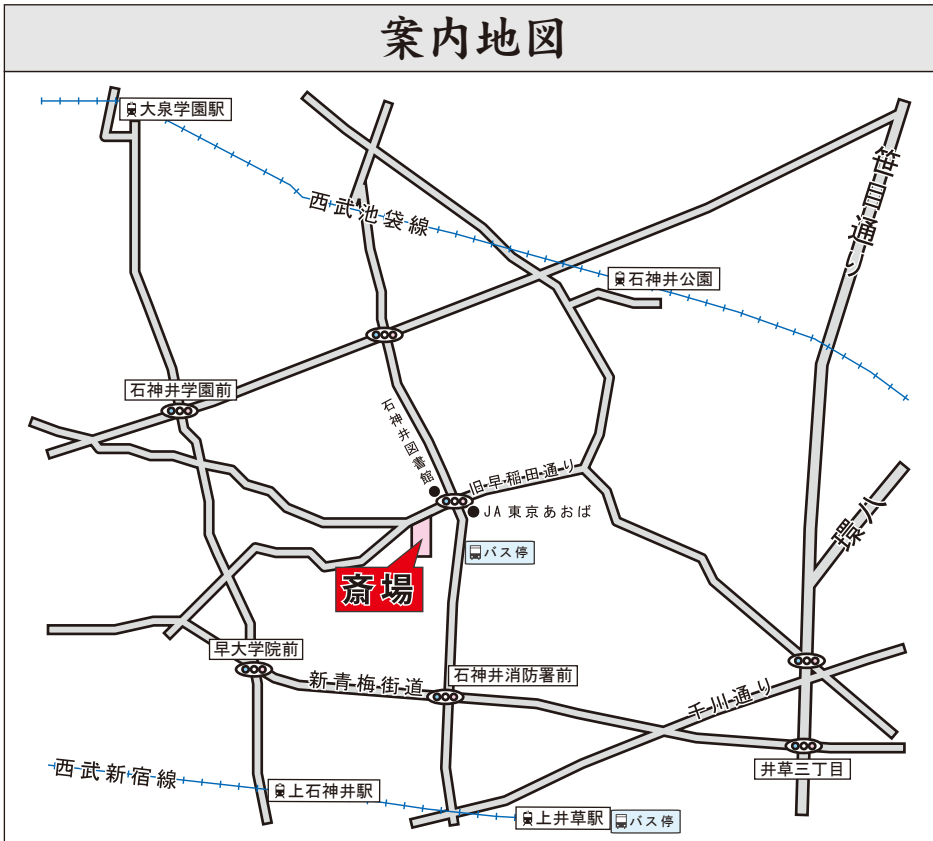 案内地図
大泉学園駅
笹目通り
西武池袋線
石神井公園
石神井学園前
石神井図書館
旧早稲田通り
JA東京あおば
環八
バス停
斎場
早大学院前
新青梅街道
石神井消防署前
千川通り
西武新宿線
井草三丁目
上石神井駅
上井草駅
バス停